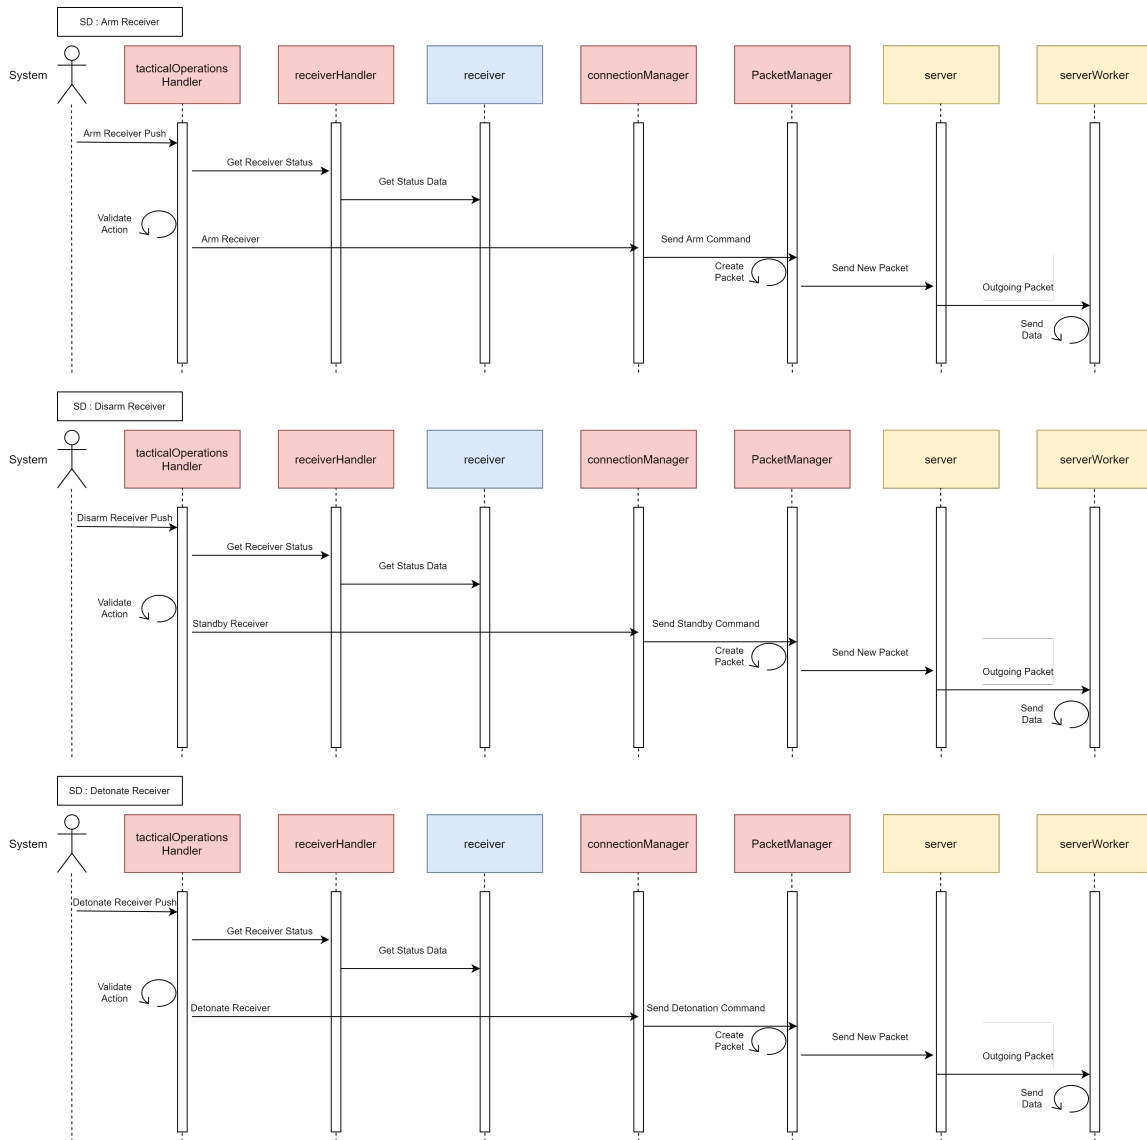 SD : Arm Receiver
System
tacticalOperations
Handler
receiverHandler
receiver
connectionManager
PacketManager
server
serverWorker
Arm Receiver Push
Get Receiver Status
Get Status Data
Validate
Action
Arm Receiver
Send Arm Command
Create
Packet
Send New Packet
Outgoing Packet
Send
Data
SD : Disarm Receiver
System
tacticalOperations
Handler
receiverHandler
receiver
connectionManager
PacketManager
server
serverWorker
Disarm Receiver Push
Get Receiver Status
Get Status Data
Validate
Action
Standby Receiver
Send Standby Command
Create
Packet
Send New Packet
Outgoing Packet
Send
Data
SD : Detonate Receiver
System
tacticalOperations
Handler
receiverHandler
receiver
connectionManager
PacketManager
server
serverWorker
Detonate Receiver Push
Get Receiver Status
Get Status Data
Validate
Action
Detonate Receiver
Send Detonation Command
Create
Packet
Send New Packet
Outgoing Packet
Send
Data